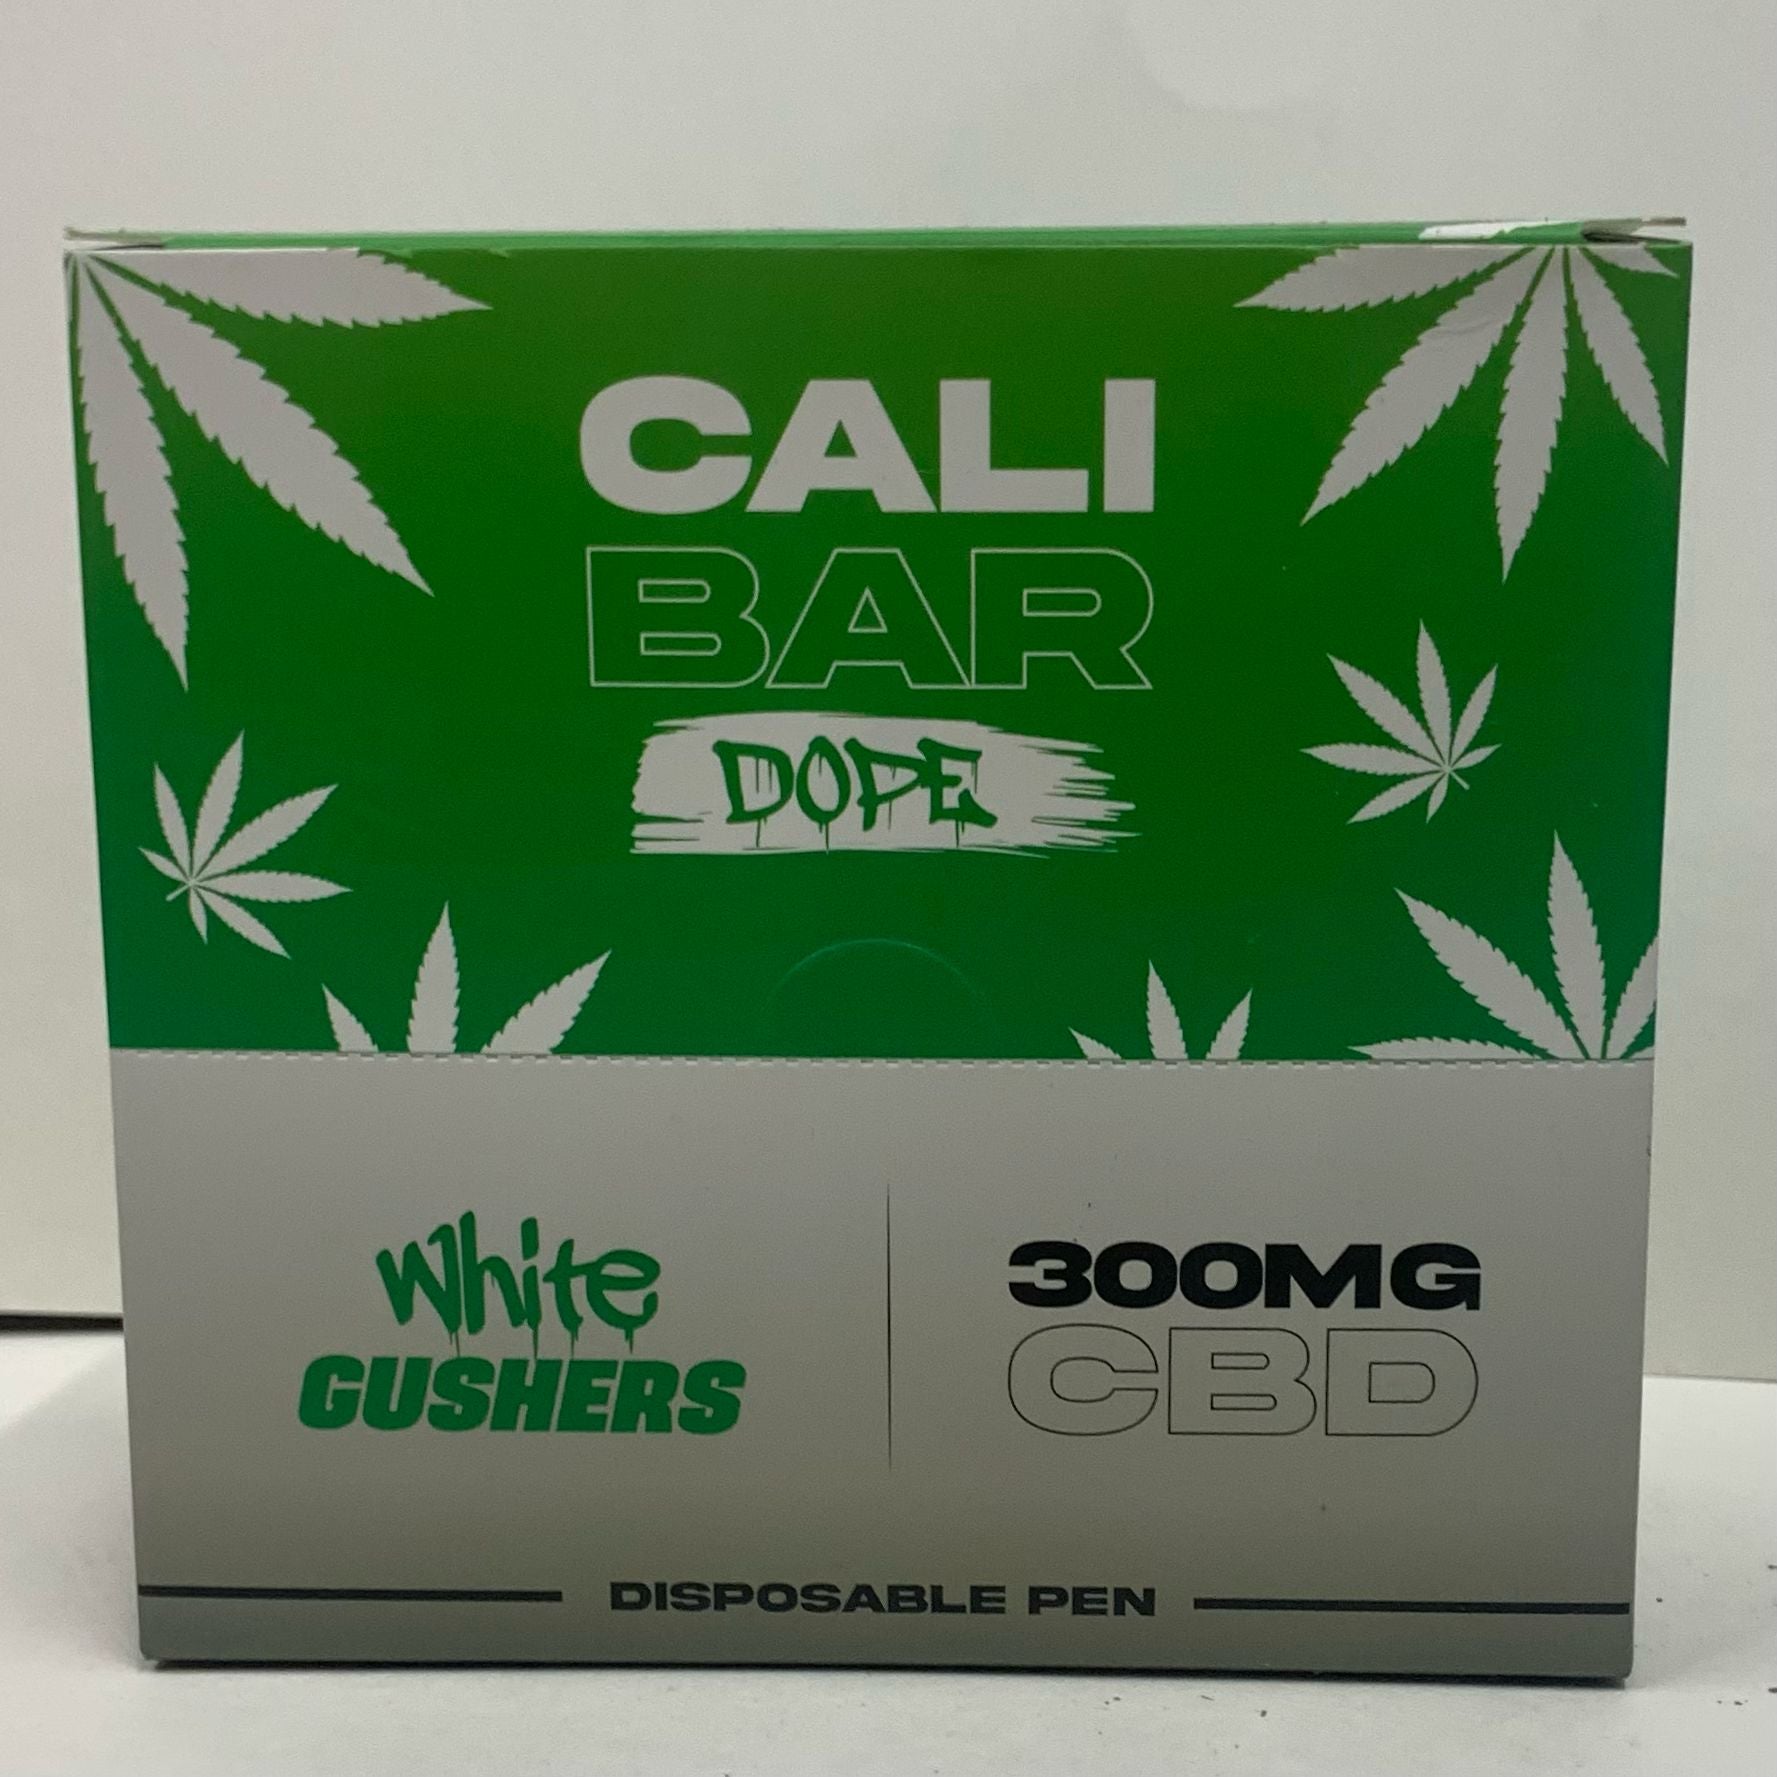 CALI
BAR
DOPE
White
GUSHERS
300MG
CBD
DISPOSABLE PEN